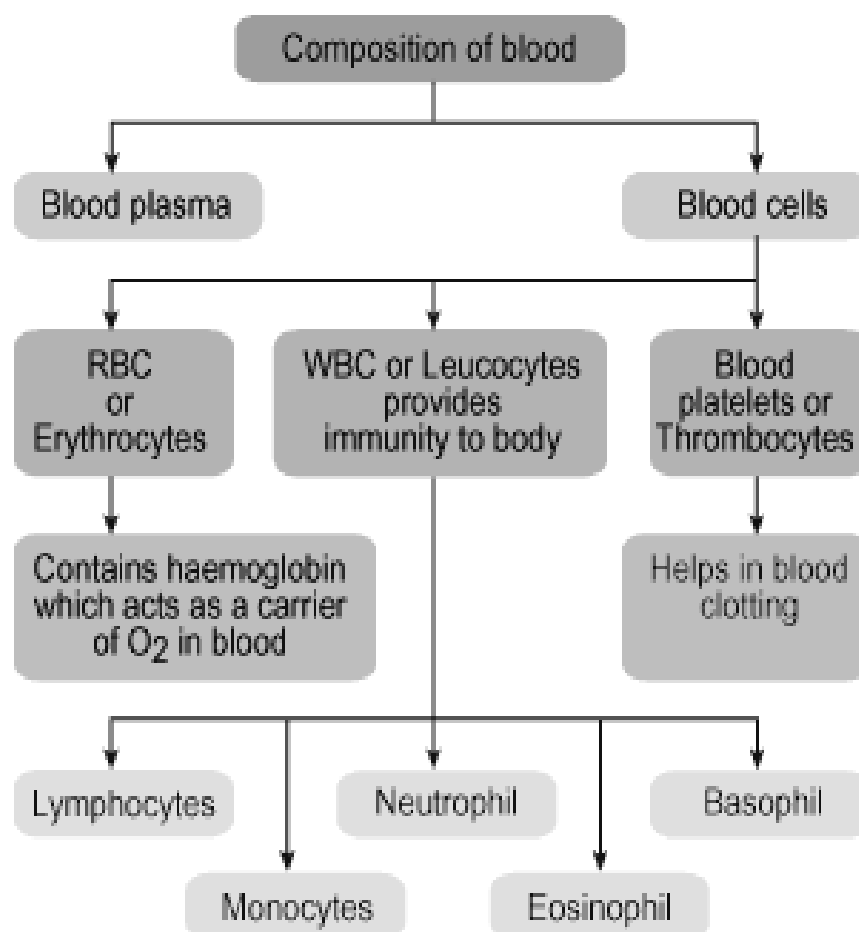 Composition of blood
Blood plasma
Blood cells
RBC
or
Erythrocytes
WBC or Leucocytes
provides
immunity to body
Blood
platelets or
Thrombocytes
Contains haemoglobin
which acts as a carrier
of O2 in blood
Helps in blood
clotting
Lymphocytes
Neutrophil
Basophil
Monocytes
Eosinophil